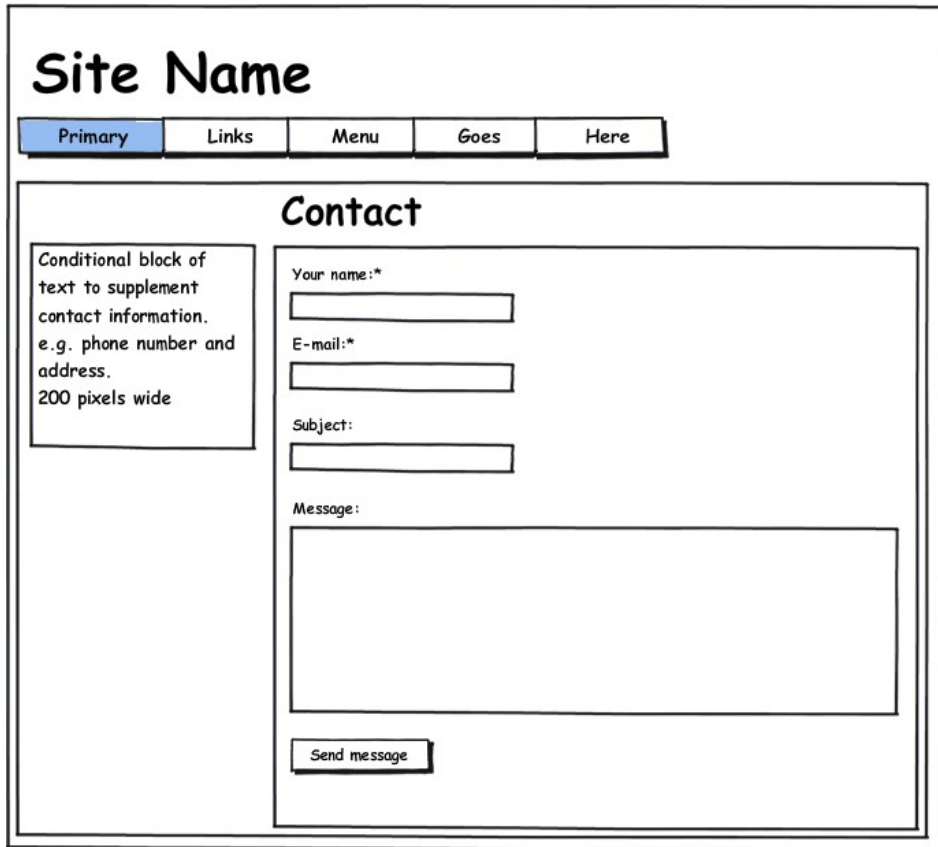 Site Name
Primary Links Menu Goes Here
Contact
Conditional block of
text to supplement
contact information.
e.g. phone number and
address.
200 pixels wide
Your name:*
E-mail:*
Subject:
Message:
Send message